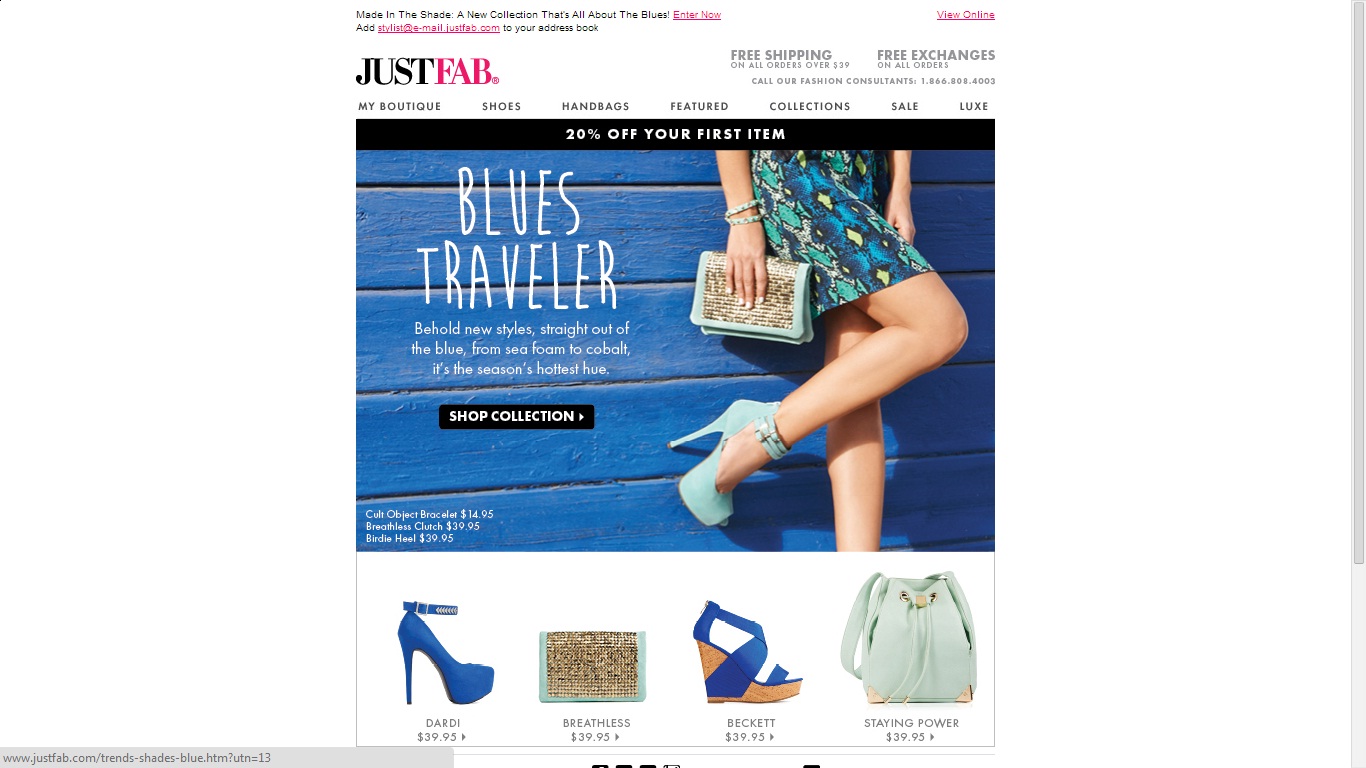 Made In The Shade: A New Collection That's All About The Blues! Enter Now
View Online
Add stylist@e-mail.justfab.com to your address book
JUSTFAB®
FREE SHIPPING
ON ALL ORDERS OVER $39
FREE EXCHANGES
ON ALL ORDERS
CALL OUR FASHION CONSULTANTS: 1.866.808.4003
MY BOUTIQUE SHOES HANDBAGS FEATURED COLLECTIONS SALE LUXE
20% OFF YOUR FIRST ITEM
BLUES
TRAVELER
Behold new styles, straight out of
the blue, from sea foam to cobalt,
it's the season's hottest hue.
SHOP COLLECTION
Cult Object Bracelet $14.95
Breathless Clutch $39.95
Birdie Heel $39.95
DARDI
$39.95
BREATHLESS
$39.95
BECKETT
$39.95
STAYING POWER
$39.95
www.justfab.com/trends-shades-blue.htm?utn=13